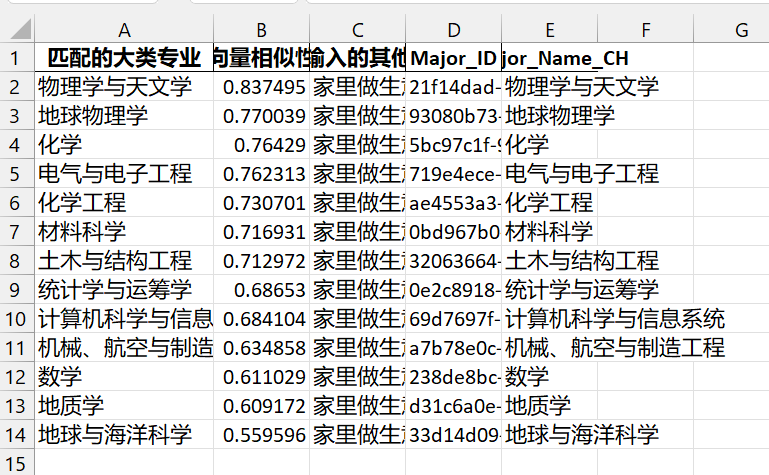 A B C D E F G
1 匹配的大类专业 向量相似性 输入的其他 Major_ID jor_Name_CH
2 物理学与天文学 0.837495 家里做生意 21f14dad- 物理学与天文学
3 地球物理学 0.770039 家里做生意 93080b73- 地球物理学
4 化学 0.76429 家里做生意 5bc97c1f-9 化学
5 电气与电子工程 0.762313 家里做生意 719e4ece- 电气与电子工程
6 化学工程 0.730701 家里做生意 ae4553a3- 化学工程
7 材料科学 0.716931 家里做生意 0bd967b0 材料科学
8 土木与结构工程 0.712972 家里做生意 32063664- 土木与结构工程
9 统计学与运筹学 0.68653 家里做生意 0e2c8918- 统计学与运筹学
10 计算机科学与信息 0.684104 家里做生意 69d7697f- 计算机科学与信息系统
11 机械、航空与制造 0.634858 家里做生意 a7b78e0c- 机械、航空与制造工程
12 数学 0.611029 家里做生意 238de8bc- 数学
13 地质学 0.609172 家里做生意 d31c6a0e- 地质学
14 地球与海洋科学 0.559596 家里做生意 33d14d09- 地球与海洋科学
15